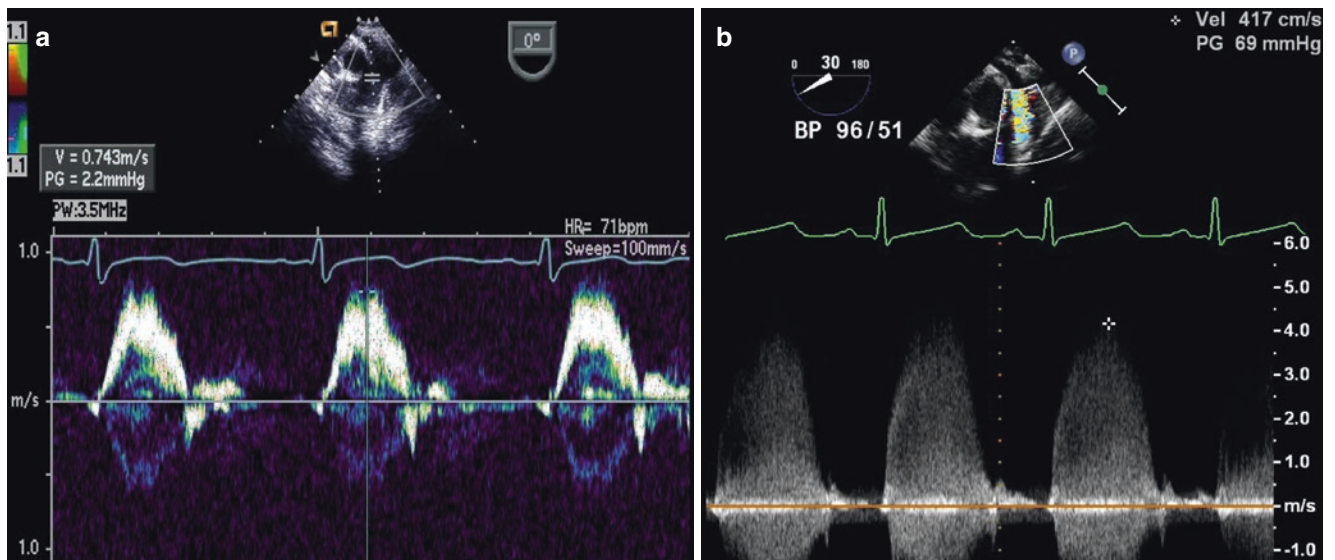 a
1.1
1.1
0°
V = 0.743m/s
PG = 2.2mmHg
PW:3.5MHz
HR= 71bpm
Sweep=100mm/s
1.0
m/s
1.0
b
Vel 417 cm/s
PG 69 mmHg
P
0 30 180
BP 96/51
6.0
5.0
4.0
3.0
2.0
1.0
m/s
-1.0